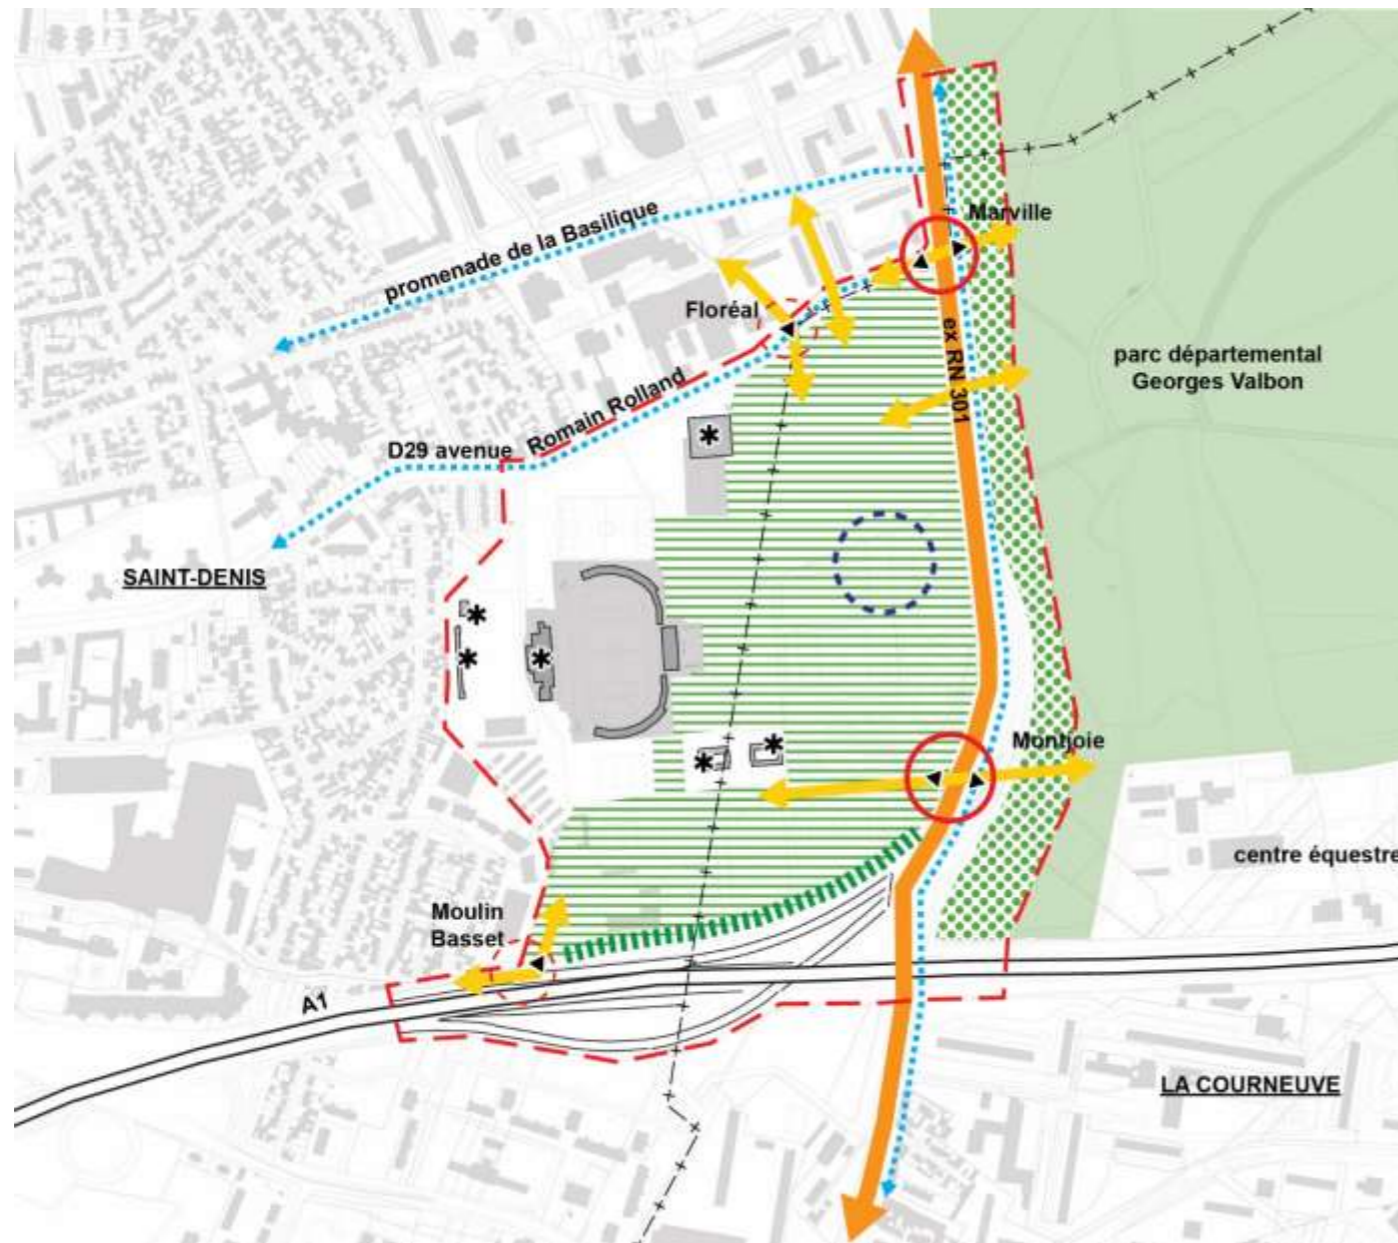 Marville
promenade de la Basilique
Floréal
ex RN 301
parc départemental
Georges Valbon
D29 avenue Romain Rolland
SAINT-DENIS
Montjoie
centre équestre
Moulin
Basset
A1
LA COURNEUVE